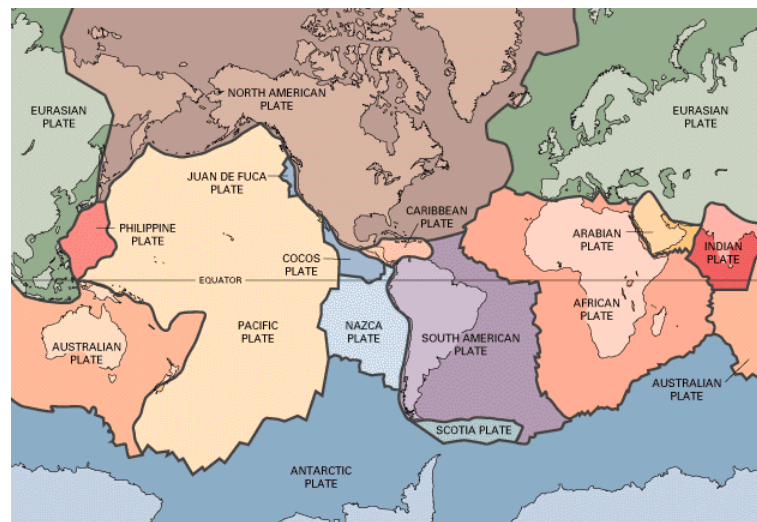 NORTH AMERICAN
PLATE
EURASIAN
PLATE
EURASIAN
PLATE
JUAN DE FUCA
PLATE
CARIBBEAN
PLATE
PHILIPPINE
PLATE
ARABIAN
PLATE
INDIAN
PLATE
COCOS
PLATE
EQUATOR
AFRICAN
PLATE
PACIFIC
PLATE
NAZCA
PLATE
SOUTH AMERICAN
PLATE
AUSTRALIAN
PLATE
AUSTRALIAN
PLATE
SCOTIA PLATE
ANTARCTIC
PLATE